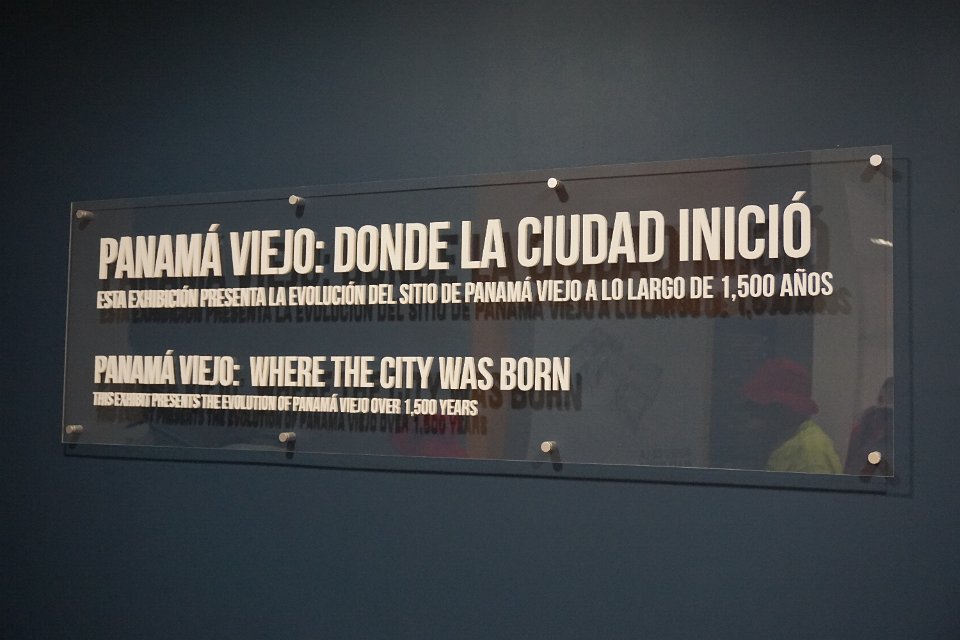 PANAMÁ VIEJO: DONDE LA CIUDAD INICIÓ
ESTA EXHIBICIÓN PRESENTA LA EVOLUCIÓN DEL SITIO DE PANAMÁ VIEJO A LO LARGO DE 1,500 AÑOS
PANAMÁ VIEJO: WHERE THE CITY WAS BORN
THIS EXHIBIT PRESENTS THE EVOLUTION OF PANAMÁ VIEJO OVER 1,500 YEARS